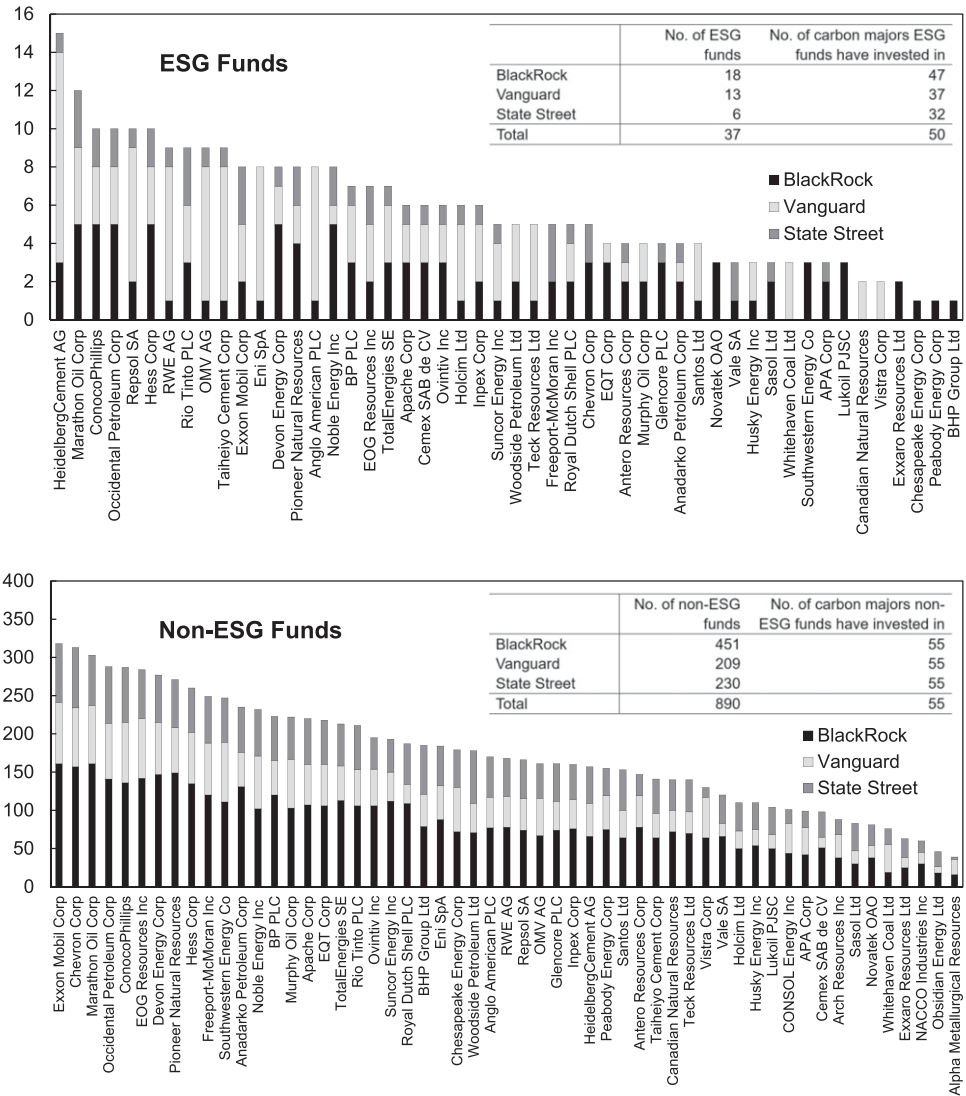 16
14
12
10
8
6
4
2
0
ESG Funds
No. of ESG funds
No. of carbon majors ESG funds have invested in
BlackRock 18 47
Vanguard 13 37
State Street 6 32
Total 37 50
BlackRock
Vanguard
State Street
HeidelbergCement AG
Marathon Oil Corp
ConocoPhillips
Occidental Petroleum Corp
Repsol SA
Hess Corp
RWE AG
Rio Tinto PLC
OMV AG
Taiheiyo Cement Corp
Exxon Mobil Corp
Eni SpA
Devon Energy Corp
Pioneer Natural Resources
Anglo American PLC
Noble Energy Inc
BP PLC
EOG Resources Inc
TotalEnergies SE
Apache Corp
Cemex SAB de CV
Ovintiv Inc
Holcim Ltd
Inpex Corp
Suncor Energy Inc
Woodside Petroleum Ltd
Teck Resources Ltd
Freeport-McMoran Inc
Royal Dutch Shell PLC
Chevron Corp
EQT Corp
Antero Resources Corp
Murphy Oil Corp
Glencore PLC
Anadarko Petroleum Corp
Santos Ltd
Novatek OAO
Vale SA
Husky Energy Inc
Sasol Ltd
Whitehaven Coal Ltd
Southwestern Energy Co
APA Corp
Lukoil PJSC
Canadian Natural Resources
Vistra Corp
Exxaro Resources Ltd
Chesapeake Energy Corp
Peabody Energy Corp
BHP Group Ltd
400
350
300
250
200
150
100
50
0
Non-ESG Funds
No. of non-ESG funds
No. of carbon majors non-ESG funds have invested in
BlackRock 451 55
Vanguard 209 55
State Street 230 55
Total 890 55
BlackRock
Vanguard
State Street
Exxon Mobil Corp
Chevron Corp
Marathon Oil Corp
Occidental Petroleum Corp
ConocoPhillips
EOG Resources Inc
Devon Energy Corp
Pioneer Natural Resources
Hess Corp
Freeport-McMoran Inc
Southwestern Energy Co
Anadarko Petroleum Corp
Noble Energy Inc
BP PLC
Murphy Oil Corp
Apache Corp
EQT Corp
TotalEnergies SE
Rio Tinto PLC
Ovintiv Inc
Suncor Energy Inc
Royal Dutch Shell PLC
BHP Group Ltd
Eni SpA
Chesapeake Energy Corp
Woodside Petroleum Ltd
Anglo American PLC
RWE AG
Repsol SA
OMV AG
Glencore PLC
Inpex Corp
HeidelbergCement AG
Peabody Energy Corp
Santos Ltd
Antero Resources Corp
Taiheiyo Cement Corp
Canadian Natural Resources
Teck Resources Ltd
Vistra Corp
Vale SA
Holcim Ltd
Husky Energy Inc
Lukoil PJSC
CONSOL Energy Inc
APA Corp
Cemex SAB de CV
Arch Resources Inc
Sasol Ltd
Novatek OAO
Whitehaven Coal Ltd
Exxaro Resources Ltd
NACCO Industries Inc
Obsidian Energy Ltd
Alpha Metallurgical Resources